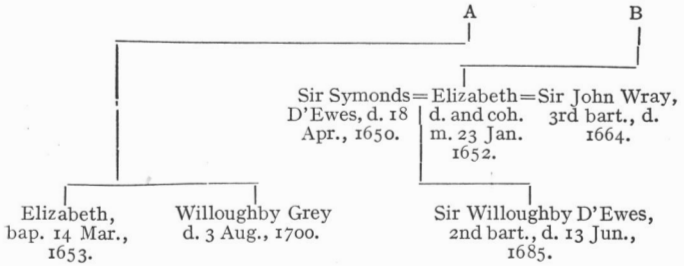 A
B
Sir Symonds=Elizabeth=Sir John Wray,
D'Ewes, d. 18
Apr., 1650.
d. and coh.
m. 23 Jan.
1652.
3rd bart., d.
1664.
Elizabeth,
bap. 14 Mar.,
1653.
Willoughby Grey
d. 3 Aug., 1700.
Sir Willoughby D'Ewes,
2nd bart., d. 13 Jun.,
1685.